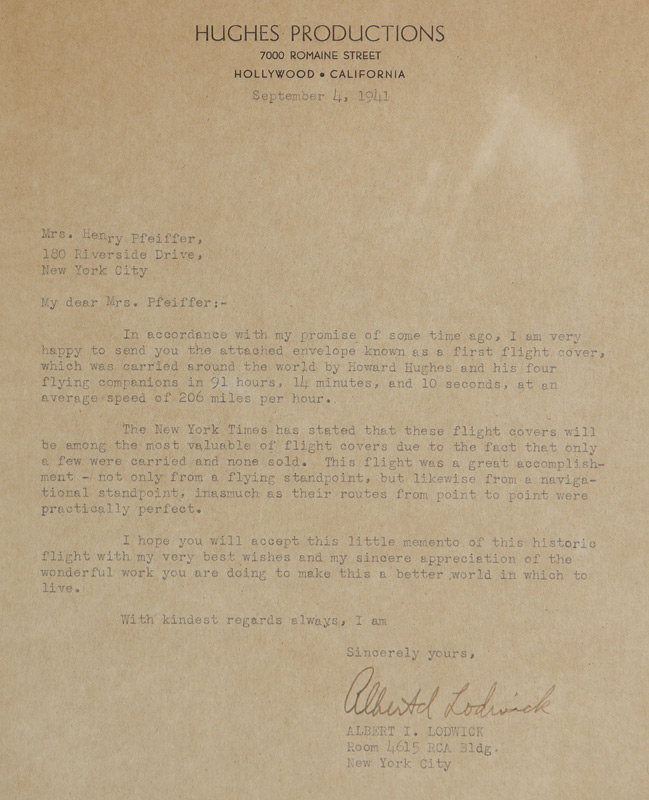 HUGHES PRODUCTIONS
7000 ROMAINE STREET
HOLLYWOOD • CALIFORNIA
September 4, 1941
Mrs. Henry Pfeiffer,
180 Riverside Drive,
New York City
My dear Mrs. Pfeiffer:-
In accordance with my promise of some time ago, I am very
happy to send you the attached envelope known as a first flight cover,
which was carried around the world by Howard Hughes and his four
flying companions in 91 hours, 14 minutes, and 10 seconds, at an
average speed of 206 miles per hour.
The New York Times has stated that these flight covers will
be among the most valuable of flight covers due to the fact that only
a few were carried and none sold. This flight was a great accomplish-
ment - not only from a flying standpoint, but likewise from a naviga-
tional standpoint, inasmuch as their routes from point to point were
practically perfect.
I hope you will accept this little memento of this historic
flight with my very best wishes and my sincere appreciation of the
wonderful work you are doing to make this a better world in which to
live.
With kindest regards always, I am
Sincerely yours,
Albert I Lodwick
ALBERT I. LODWICK
Room 4615 RCA Bldg.
New York City